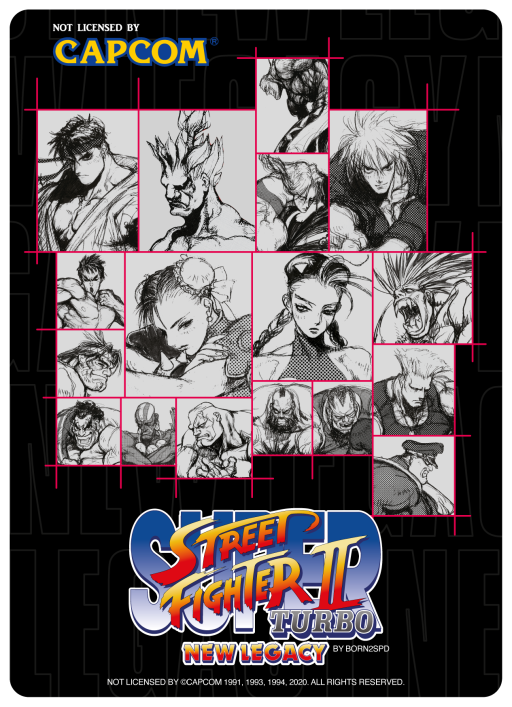 NOT LICENSED BY
CAPCOM®
SUPER
STREET
FIGHTER II
TURBO
NEW LEGACY
BY BORN2SPD
NOT LICENSED BY ©CAPCOM 1991, 1993, 1994, 2020. ALL RIGHTS RESERVED.